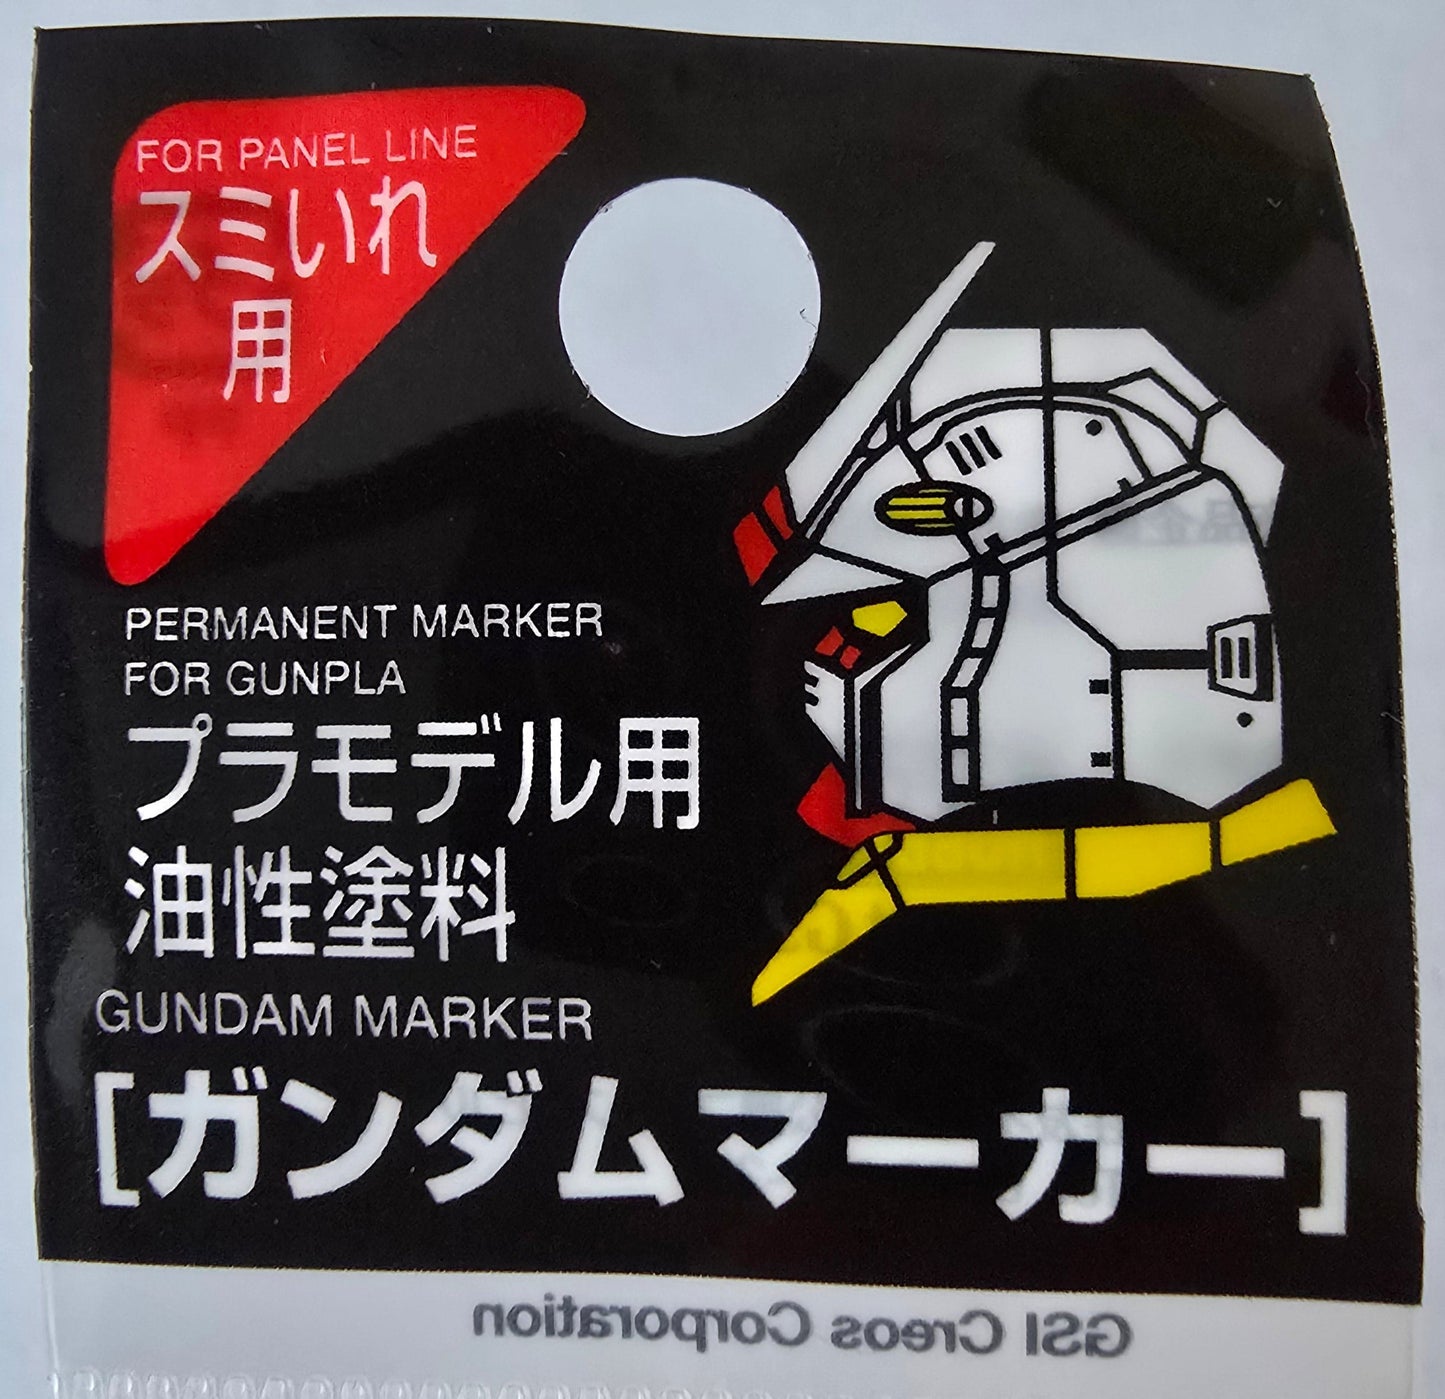 FOR PANEL LINE
スミいれ
用
PERMANENT MARKER
FOR GUNPLA
プラモデル用
油性塗料
GUNDAM MARKER
[ガンダムマーカー]
GSI Creos Corporation